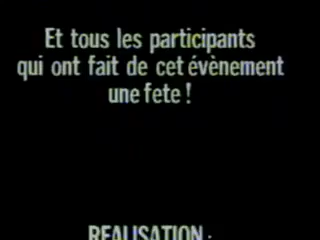 Et tous les participants
qui ont fait de cet évènement
une fete !
REALISATION :